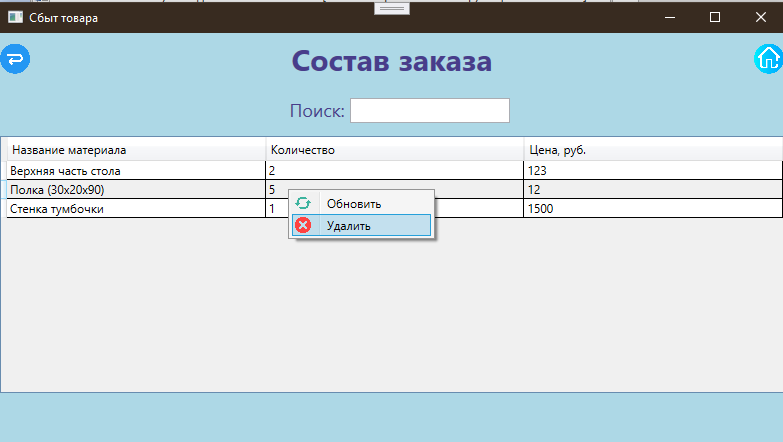 Сбыт товара
Состав заказа
Поиск:
Название материала Количество Цена, руб.
Верхняя часть стола 2 123
Полка (30x20x90) 5 12
Стенка тумбочки 1 1500
Обновить
Удалить